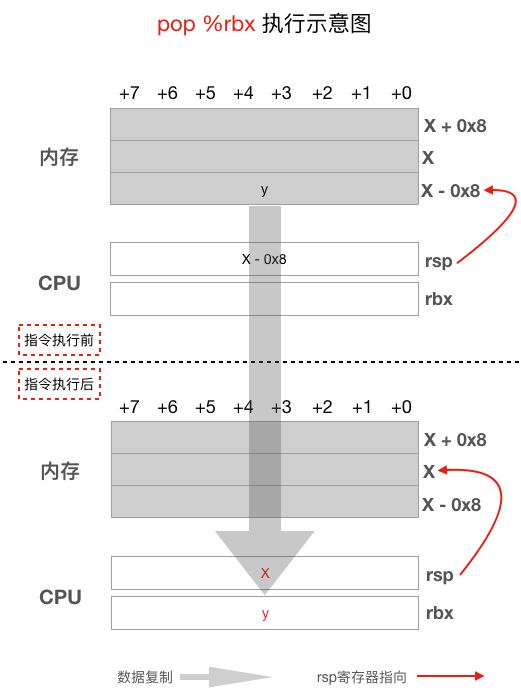 pop %rbx 执行示意图
+7 +6 +5 +4 +3 +2 +1 +0
X + 0x8
内存 X
y X - 0x8
X - 0x8 rsp
CPU
rbx
指令执行前
指令执行后
+7 +6 +5 +4 +3 +2 +1 +0
X + 0x8
内存 X
X - 0x8
X rsp
CPU
y rbx
数据复制 rsp寄存器指向